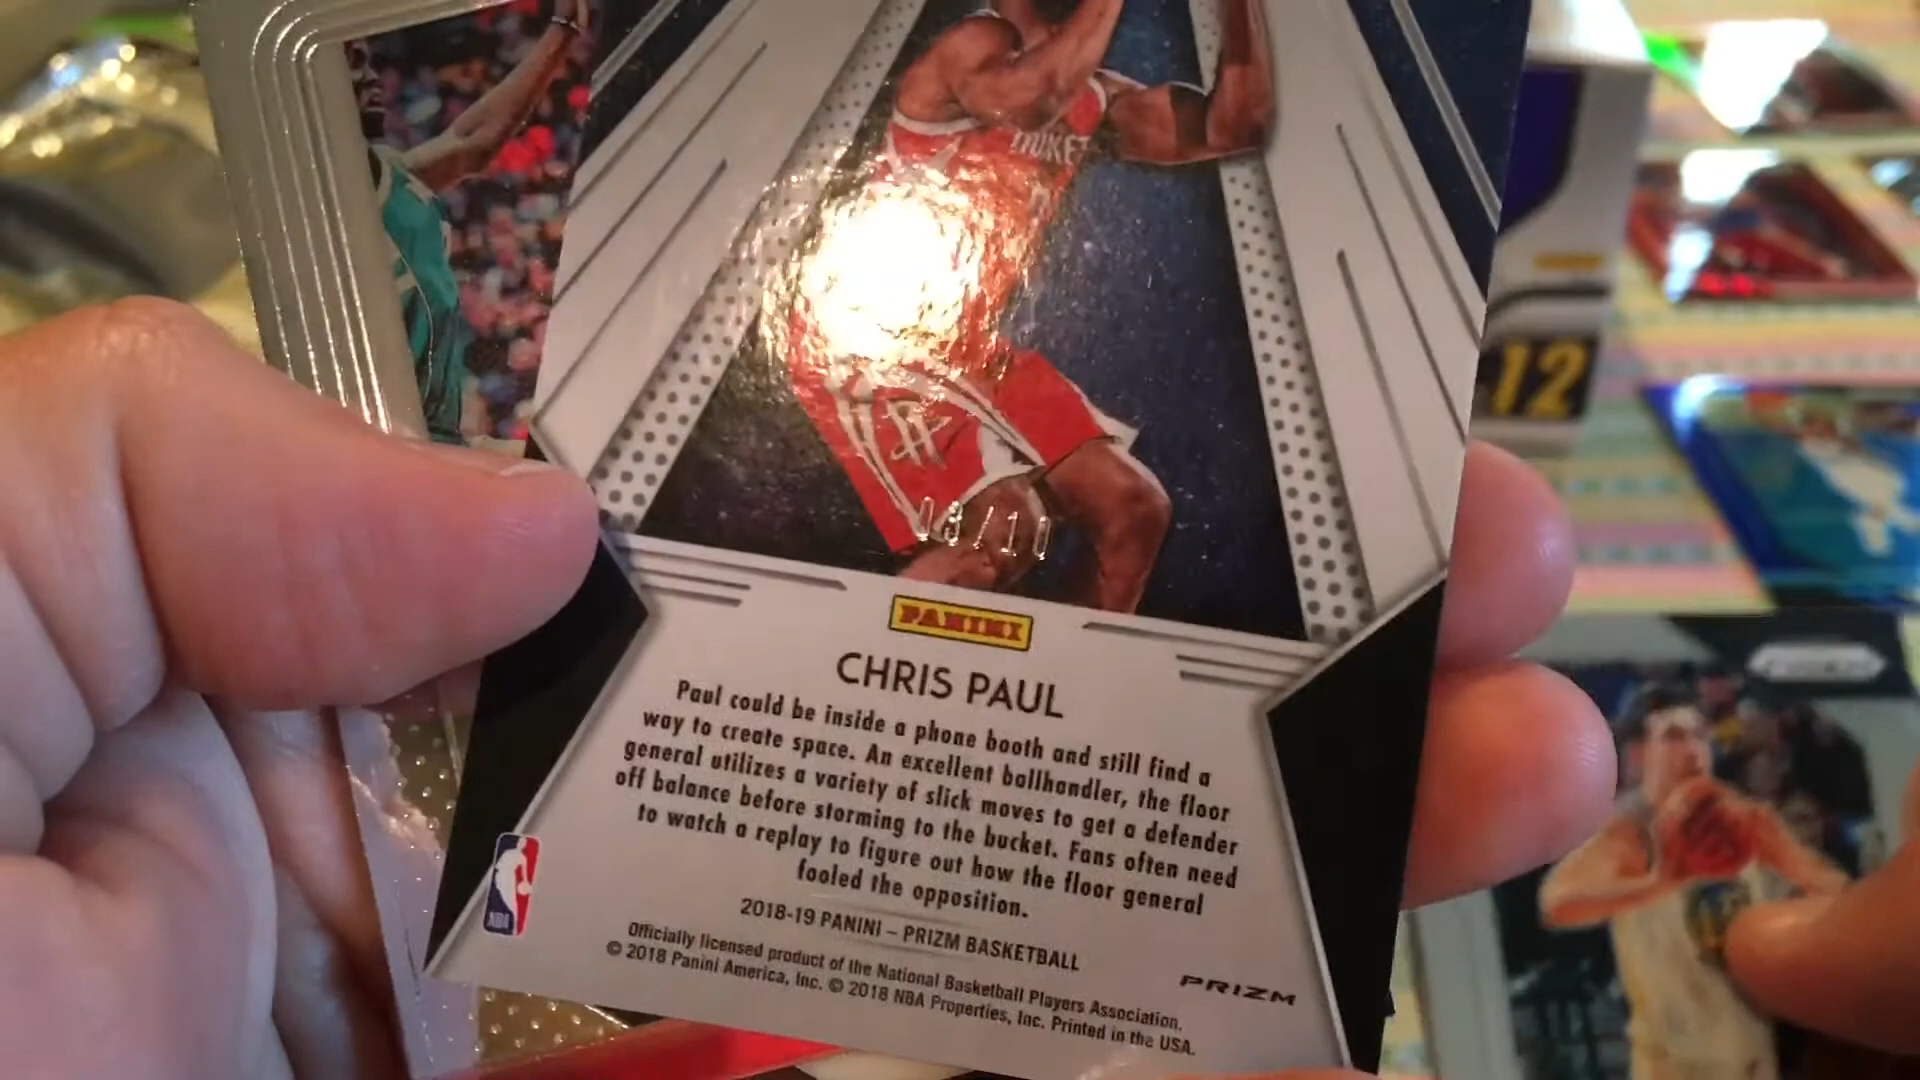 08/10
PANINI
CHRIS PAUL
Paul could be inside a phone booth and still find a
way to create space. An excellent ballhandler, the floor
general utilizes a variety of slick moves to get a defender
off balance before storming to the bucket. Fans often need
to watch a replay to figure out how the floor general
fooled the opposition.
2018-19 PANINI – PRIZM BASKETBALL
Officially licensed product of the National Basketball Players Association.
© 2018 Panini America, Inc. © 2018 NBA Properties, Inc. Printed in the USA.
NBA
PRIZM
12